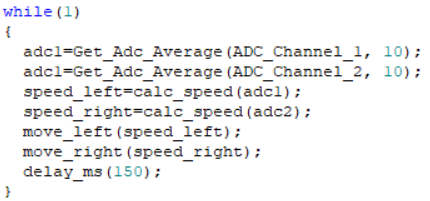 while(1)
{
adc1=Get_Adc_Average(ADC_Channel_1, 10);
adc1=Get_Adc_Average(ADC_Channel_2, 10);
speed_left=calc_speed(adc1);
speed_right=calc_speed(adc2);
move_left(speed_left);
move_right(speed_right);
delay_ms(150);
}